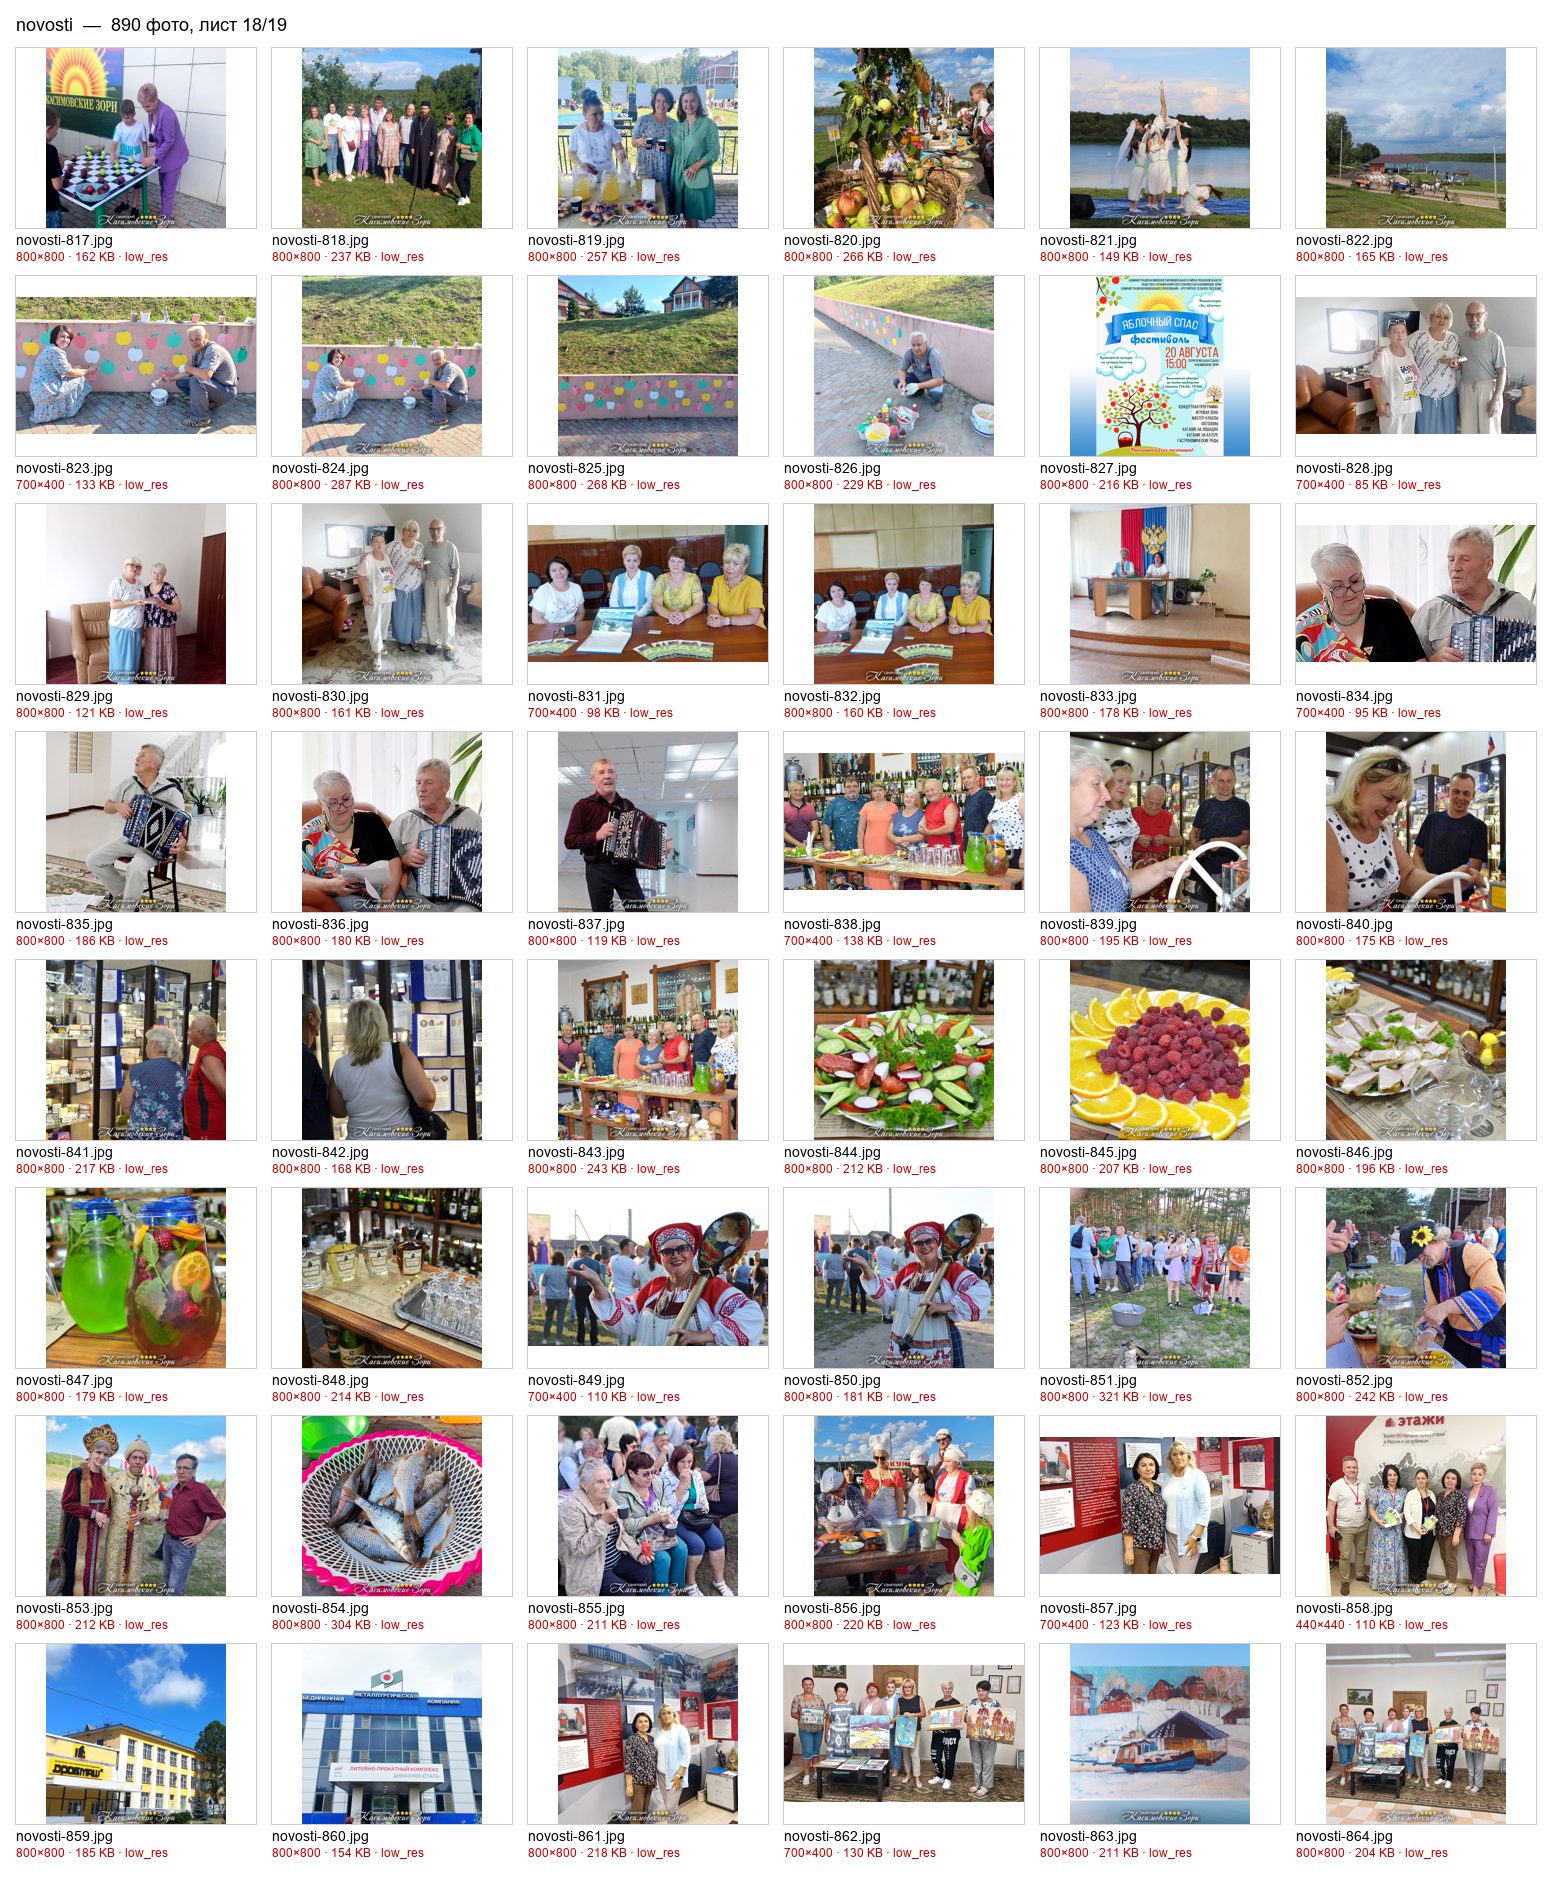 novosti — 890 фото, лист 18/19
КАСИМОВСКИЕ ЗОРИ
novosti-817.jpg
800×800 · 162 KB · low_res
novosti-818.jpg
800×800 · 237 KB · low_res
novosti-819.jpg
800×800 · 257 KB · low_res
novosti-820.jpg
800×800 · 266 KB · low_res
novosti-821.jpg
800×800 · 149 KB · low_res
novosti-822.jpg
800×800 · 165 KB · low_res
ЯБЛОЧНЫЙ СПАС
фестиваль
20 АВГУСТА
15:00
novosti-823.jpg
700×400 · 133 KB · low_res
novosti-824.jpg
800×800 · 287 KB · low_res
novosti-825.jpg
800×800 · 268 KB · low_res
novosti-826.jpg
800×800 · 229 KB · low_res
novosti-827.jpg
800×800 · 216 KB · low_res
novosti-828.jpg
700×400 · 85 KB · low_res
novosti-829.jpg
800×800 · 121 KB · low_res
novosti-830.jpg
800×800 · 161 KB · low_res
novosti-831.jpg
700×400 · 98 KB · low_res
novosti-832.jpg
800×800 · 160 KB · low_res
novosti-833.jpg
800×800 · 178 KB · low_res
novosti-834.jpg
700×400 · 95 KB · low_res
novosti-835.jpg
800×800 · 186 KB · low_res
novosti-836.jpg
800×800 · 180 KB · low_res
novosti-837.jpg
800×800 · 119 KB · low_res
novosti-838.jpg
700×400 · 138 KB · low_res
novosti-839.jpg
800×800 · 195 KB · low_res
novosti-840.jpg
800×800 · 175 KB · low_res
novosti-841.jpg
800×800 · 217 KB · low_res
novosti-842.jpg
800×800 · 168 KB · low_res
novosti-843.jpg
800×800 · 243 KB · low_res
novosti-844.jpg
800×800 · 212 KB · low_res
novosti-845.jpg
800×800 · 207 KB · low_res
novosti-846.jpg
800×800 · 196 KB · low_res
novosti-847.jpg
800×800 · 179 KB · low_res
novosti-848.jpg
800×800 · 214 KB · low_res
novosti-849.jpg
700×400 · 110 KB · low_res
novosti-850.jpg
800×800 · 181 KB · low_res
novosti-851.jpg
800×800 · 321 KB · low_res
novosti-852.jpg
800×800 · 242 KB · low_res
этажи
novosti-853.jpg
800×800 · 212 KB · low_res
novosti-854.jpg
800×800 · 304 KB · low_res
novosti-855.jpg
800×800 · 211 KB · low_res
novosti-856.jpg
800×800 · 220 KB · low_res
novosti-857.jpg
700×400 · 123 KB · low_res
novosti-858.jpg
440×440 · 110 KB · low_res
ДРОБМАШ
МЕТАЛЛУРГИЧЕСКАЯ КОМПАНИЯ
ЛИТЕЙНО-ПРОКАТНЫЙ КОМПЛЕКС
novosti-859.jpg
800×800 · 185 KB · low_res
novosti-860.jpg
800×800 · 154 KB · low_res
novosti-861.jpg
800×800 · 218 KB · low_res
novosti-862.jpg
700×400 · 130 KB · low_res
novosti-863.jpg
800×800 · 211 KB · low_res
novosti-864.jpg
800×800 · 204 KB · low_res